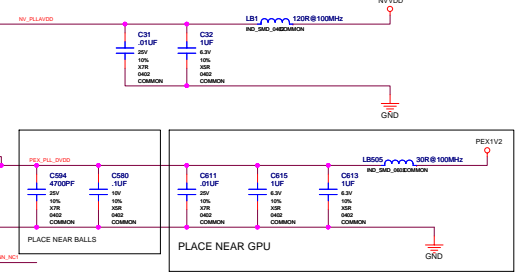 NVVDD
NV_PLLAVDD
LB1 120R@100MHz
IND_SMD_0402 COMMON
C31
.01UF
25V
10%
X7R
0402
COMMON
C32
1UF
6.3V
10%
X5R
0402
COMMON
GND
PEX1V2
PEX_PLL_DVDD
LB505 30R@100MHz
IND_SMD_0603 COMMON
C594
4700PF
25V
10%
X7R
0402
COMMON
C580
.1UF
10V
10%
X5R
0402
COMMON
C611
.01UF
25V
10%
X7R
0402
COMMON
C615
1UF
6.3V
10%
X5R
0402
COMMON
C613
1UF
6.3V
10%
X5R
0402
COMMON
PLACE NEAR BALLS
PLACE NEAR GPU
GND